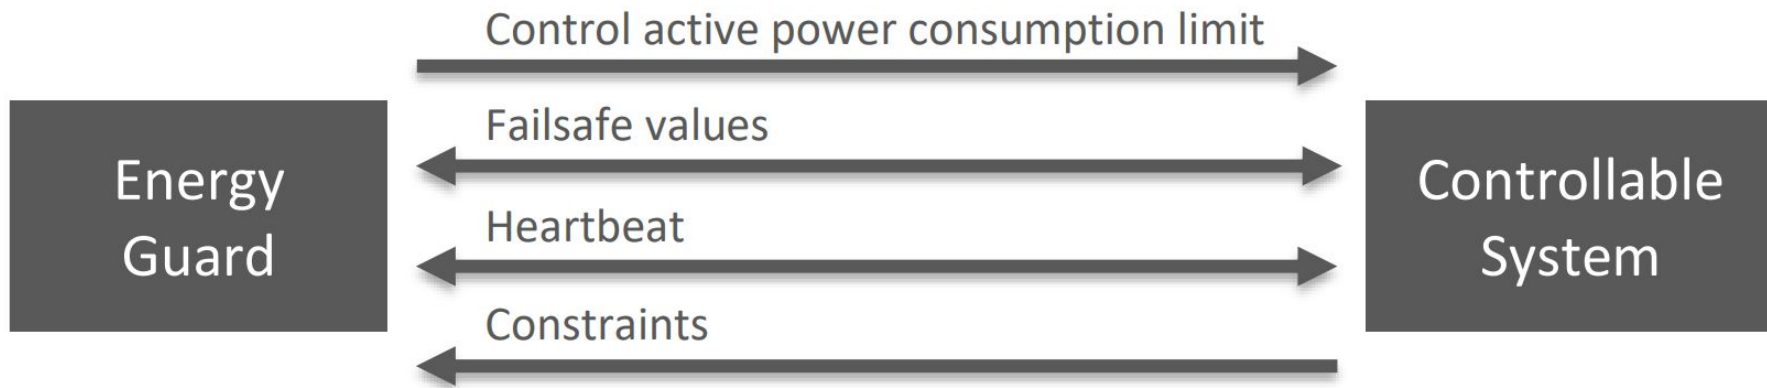 Control active power consumption limit
Failsafe values
Energy
Guard
Heartbeat
Constraints
Controllable
System